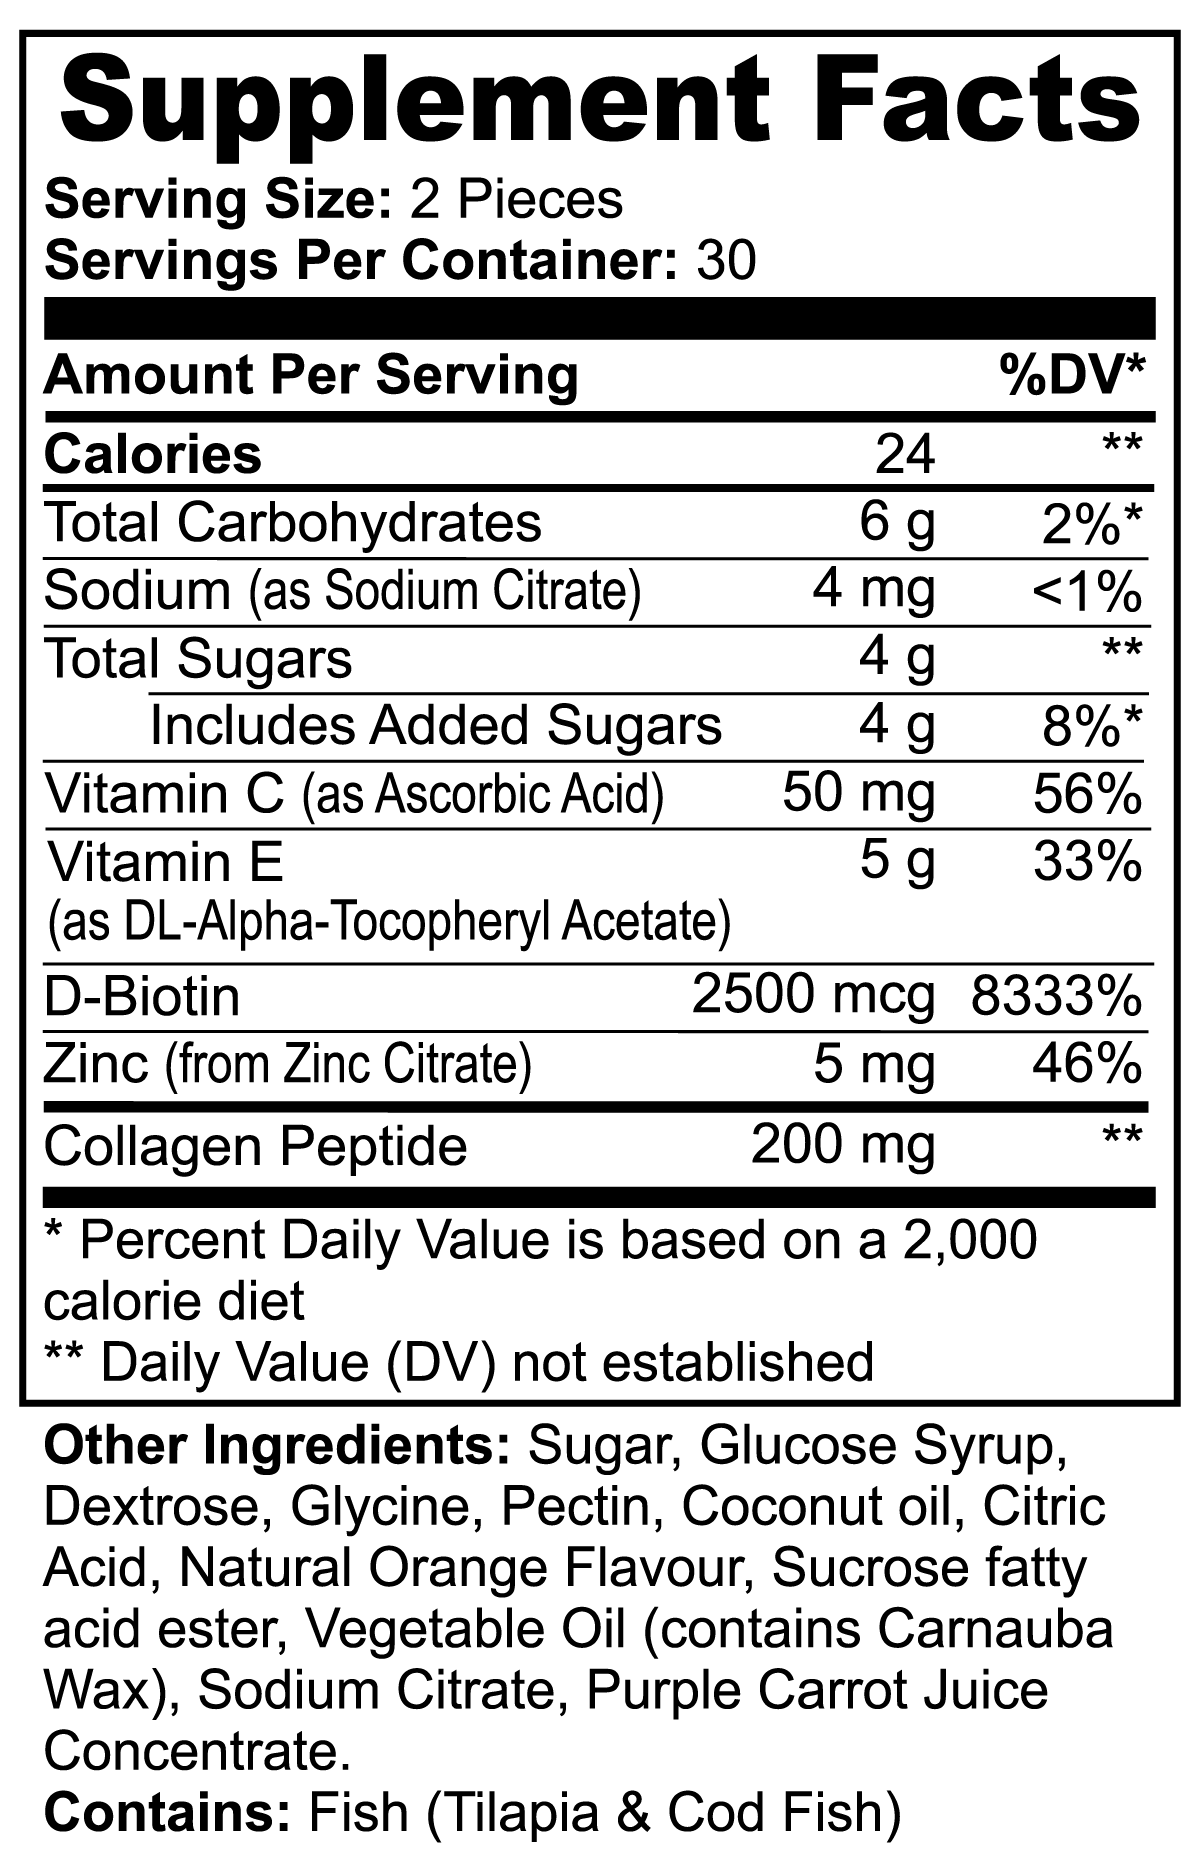 Supplement Facts
Serving Size: 2 Pieces
Servings Per Container: 30
Amount Per Serving %DV*
Calories 24 **
Total Carbohydrates 6 g 2%*
Sodium (as Sodium Citrate) 4 mg <1%
Total Sugars 4 g **
Includes Added Sugars 4 g 8%*
Vitamin C (as Ascorbic Acid) 50 mg 56%
Vitamin E 5 g 33%
(as DL-Alpha-Tocopheryl Acetate)
D-Biotin 2500 mcg 8333%
Zinc (from Zinc Citrate) 5 mg 46%
Collagen Peptide 200 mg **
* Percent Daily Value is based on a 2,000
calorie diet
** Daily Value (DV) not established
Other Ingredients: Sugar, Glucose Syrup,
Dextrose, Glycine, Pectin, Coconut oil, Citric
Acid, Natural Orange Flavour, Sucrose fatty
acid ester, Vegetable Oil (contains Carnauba
Wax), Sodium Citrate, Purple Carrot Juice
Concentrate.
Contains: Fish (Tilapia & Cod Fish)